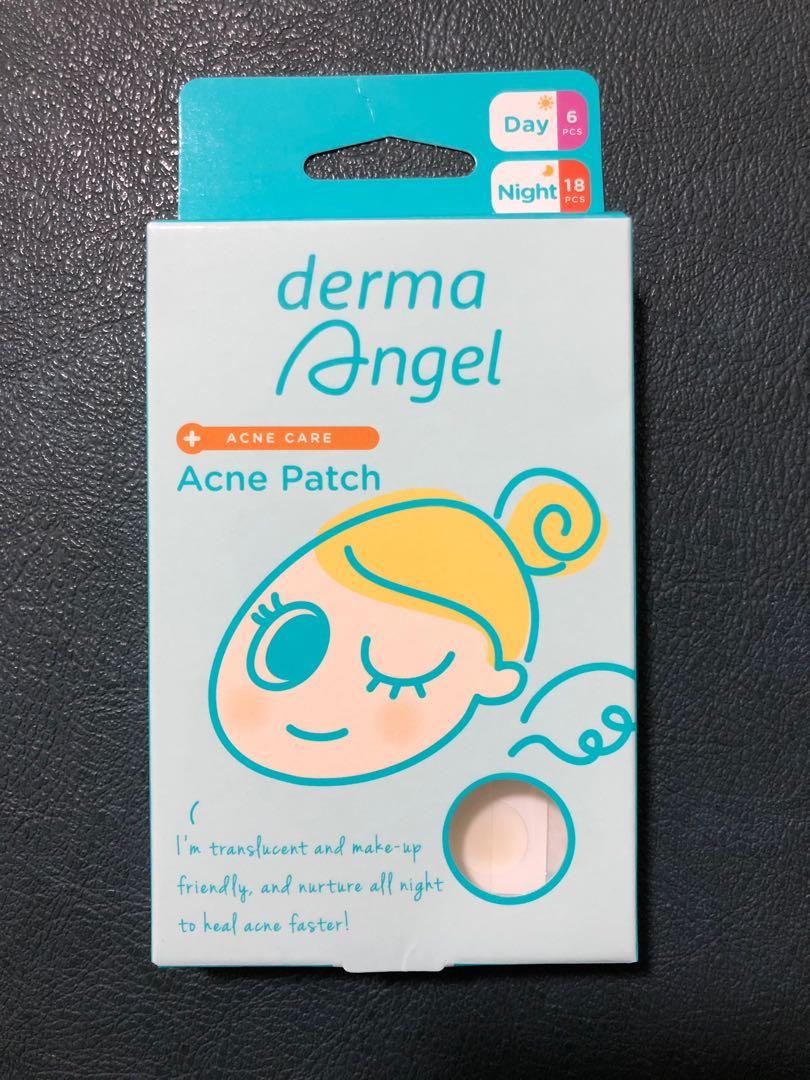 Day 6 PCS
Night 18 PCS
derma
Angel
+ ACNE CARE
Acne Patch
I'm translucent and make-up
friendly, and nurture all night
to heal acne faster!